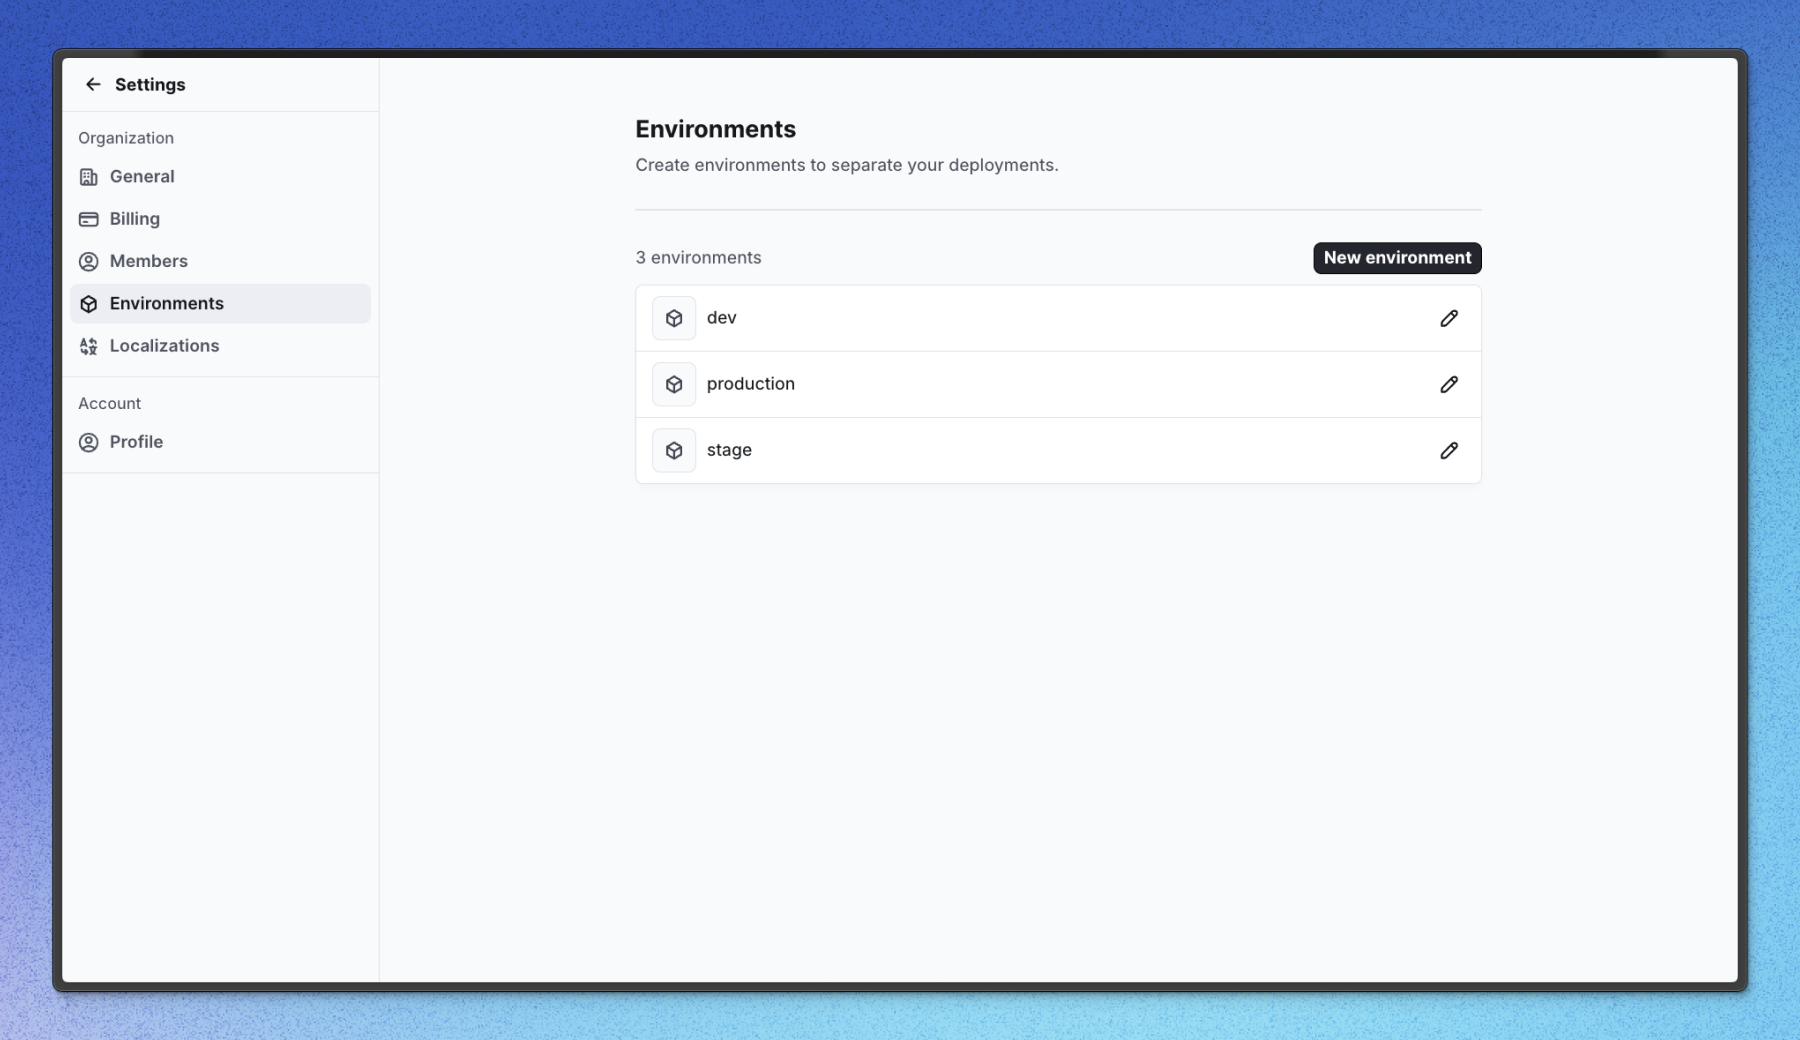 Settings
Organization
General
Billing
Members
Environments
Localizations
Account
Profile
Environments
Create environments to separate your deployments.
3 environments
New environment
dev
production
stage